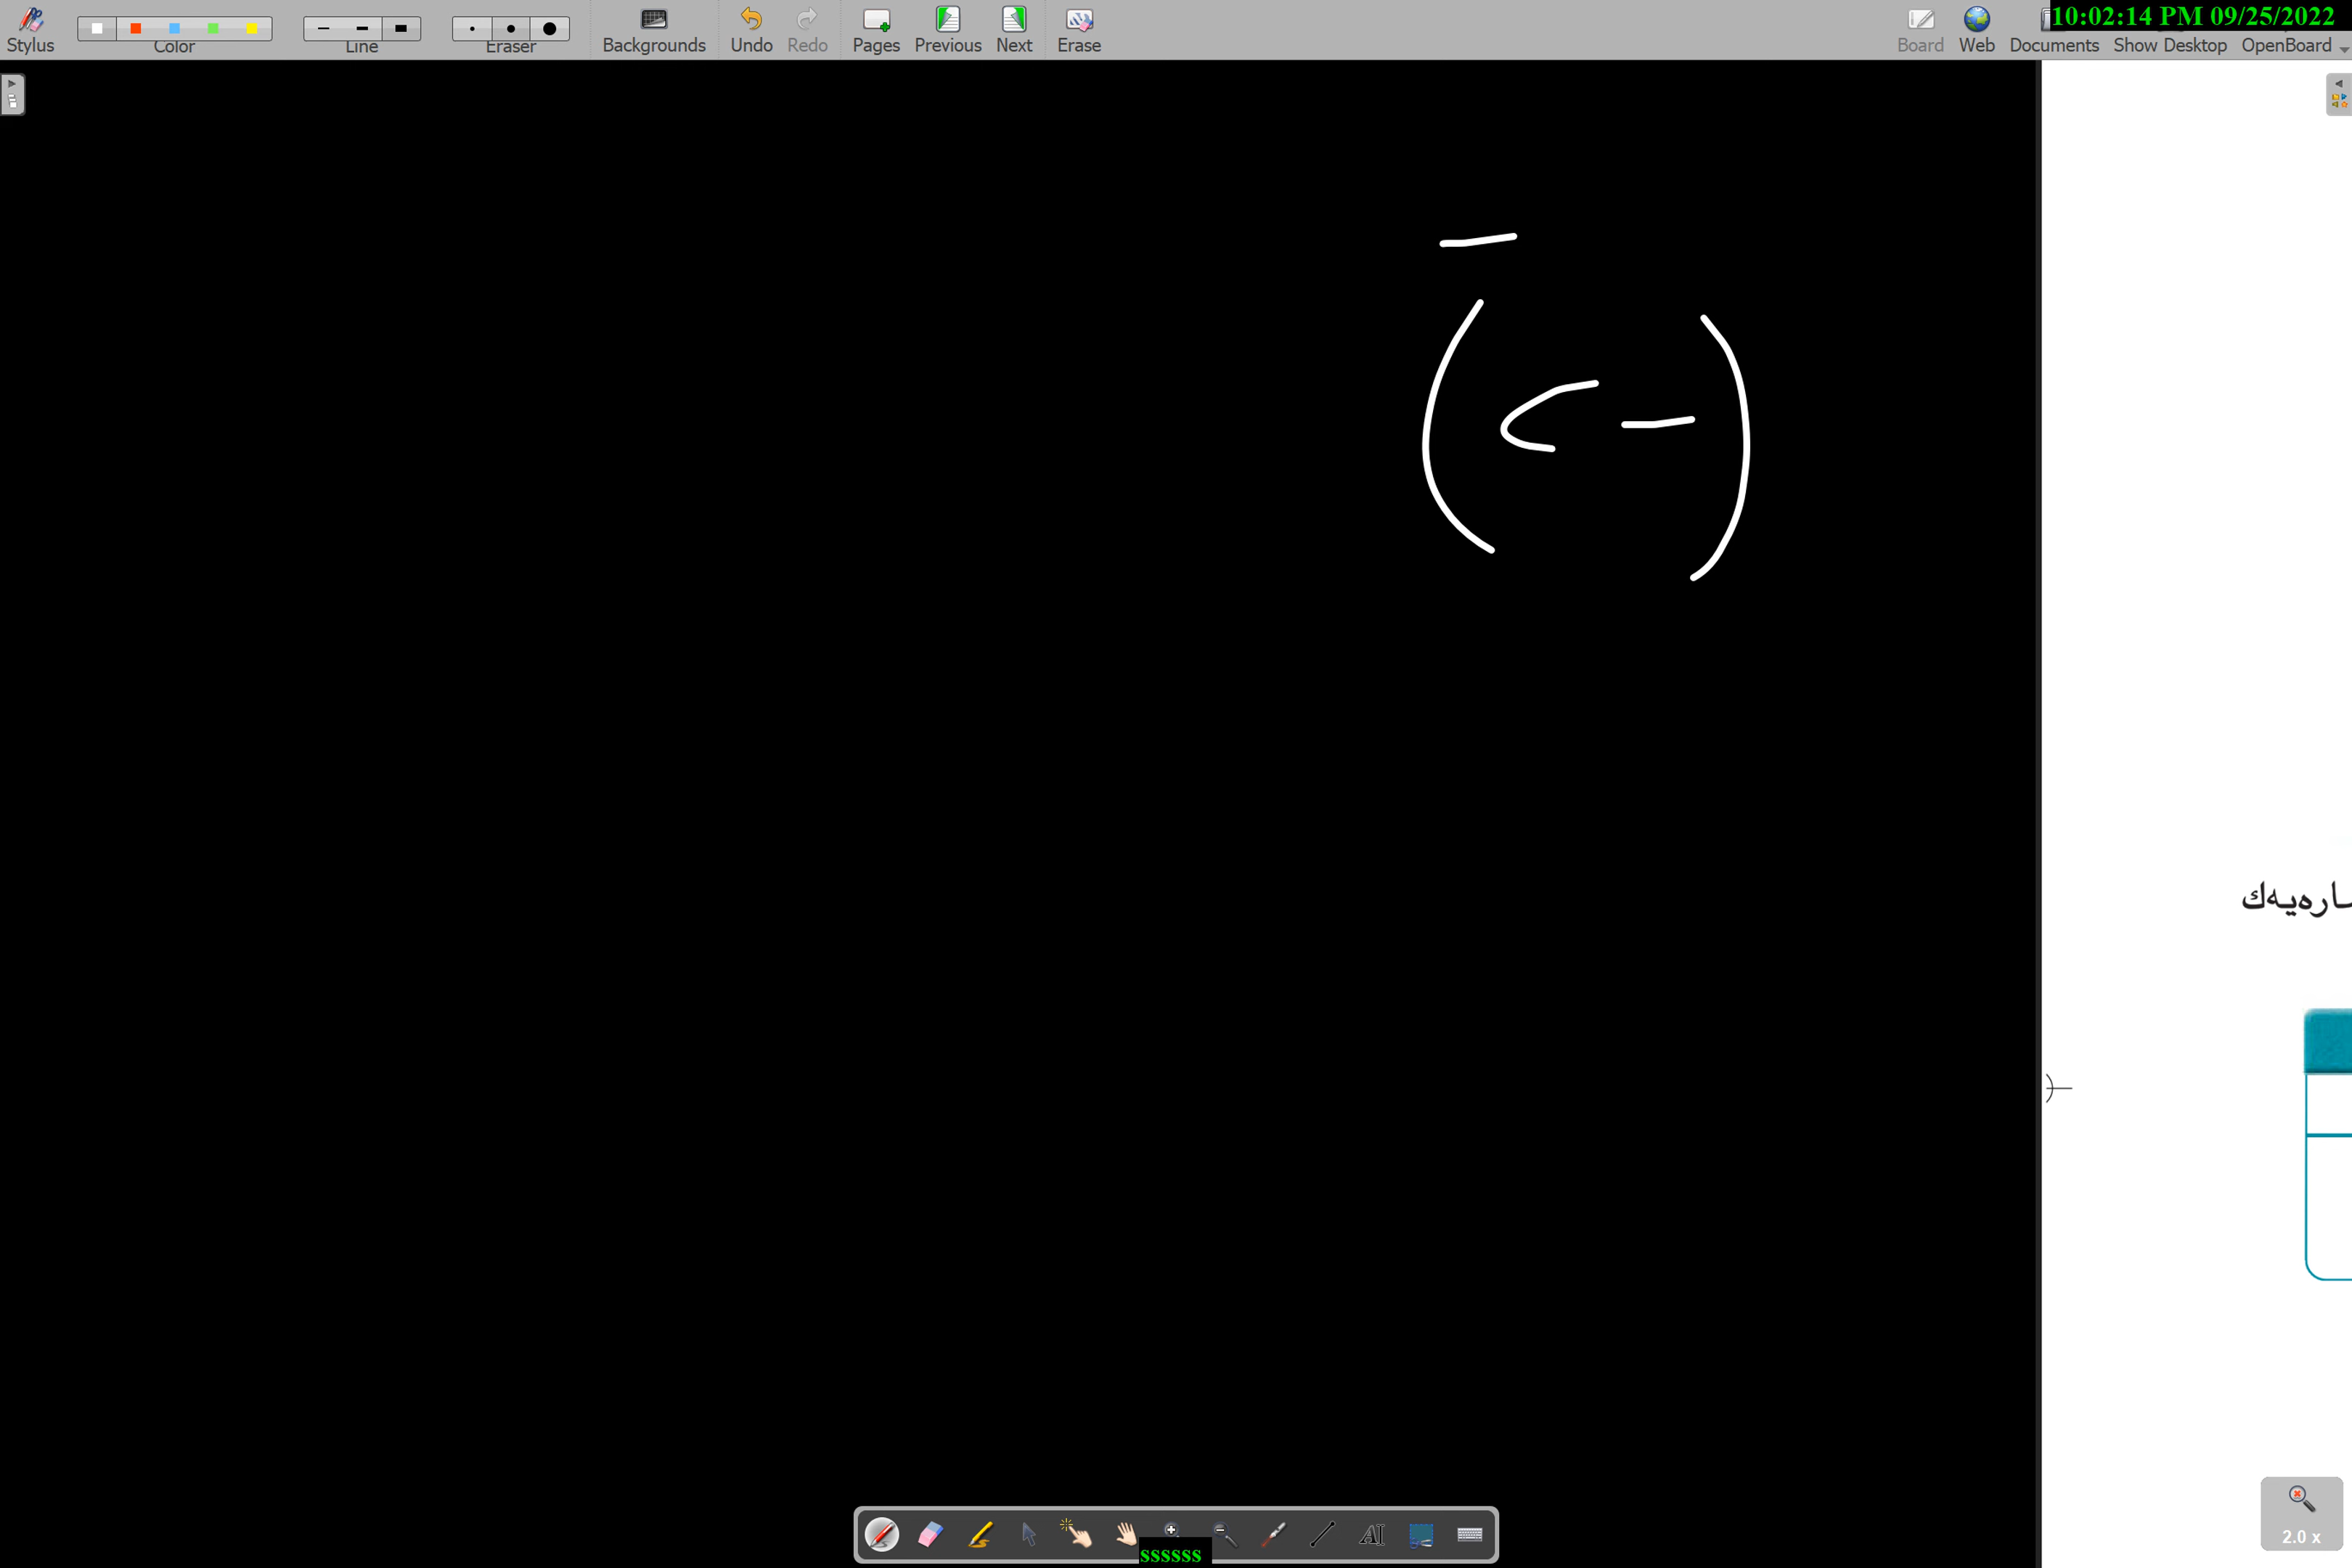 10:02:14 PM 09/25/2022
Stylus Color Line Eraser Backgrounds Undo Redo Pages Previous Next Erase Board Web Documents Show Desktop OpenBoard
–
( –)
ssssss
2.0 x